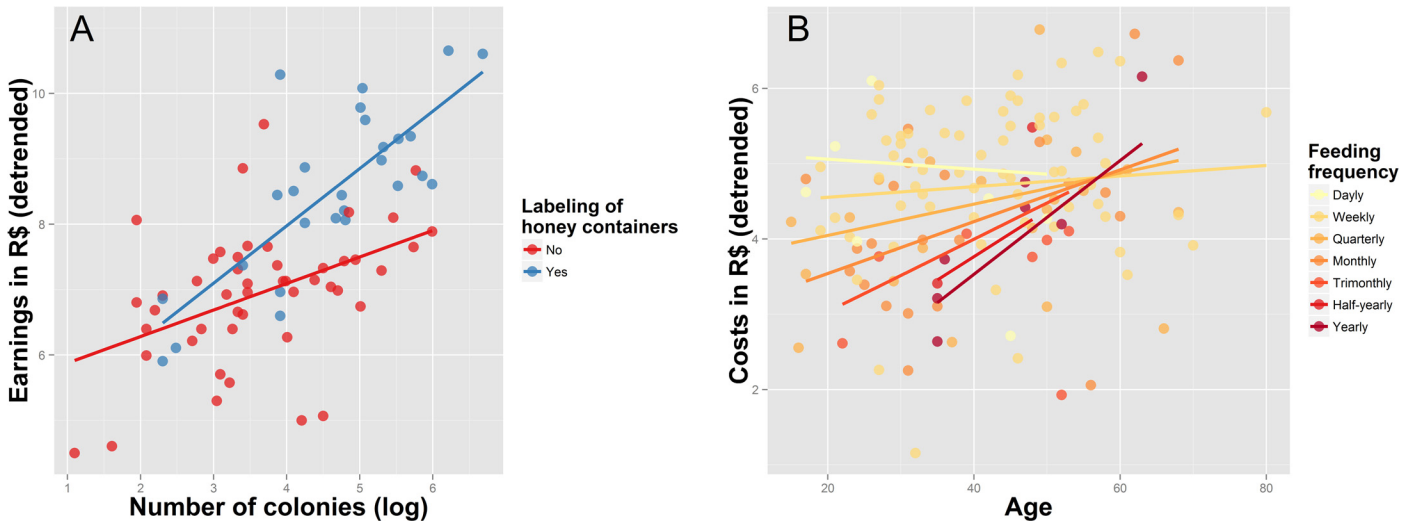 A
Earnings in R$ (detrended)
10
8
6
1 2 3 4 5 6
Number of colonies (log)
Labeling of
honey containers
No
Yes
B
Costs in R$ (detrended)
6
4
2
20 40 60 80
Age
Feeding
frequency
Dayly
Weekly
Quarterly
Monthly
Trimonthly
Half-yearly
Yearly